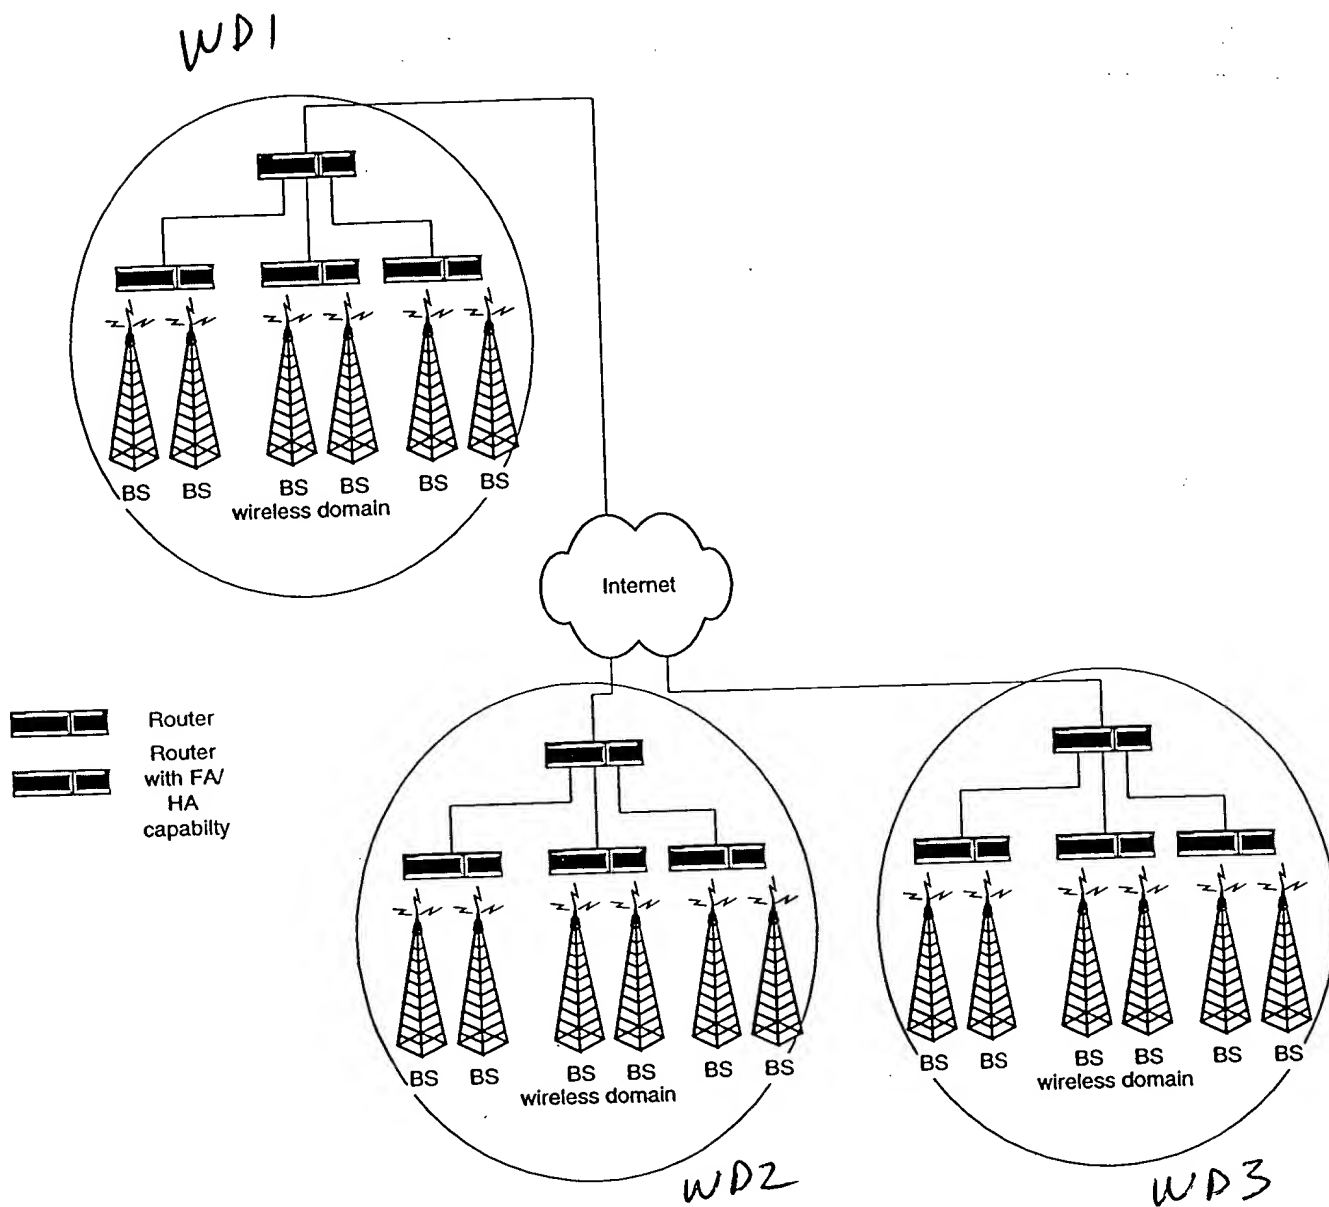 WD1
BS BS BS BS BS BS
wireless domain
Internet
Router
Router
with FA/
HA
capabilty
BS BS BS BS BS BS
wireless domain
BS BS BS BS BS BS
wireless domain
WD2
WD3